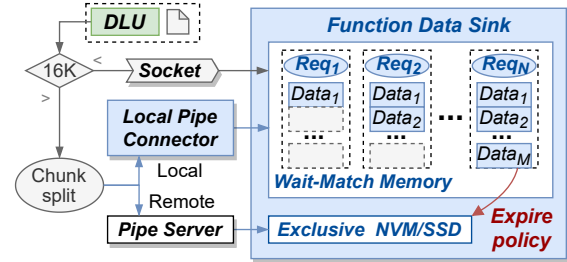 DLU
Function Data Sink
16K
<
Socket
>
Req1
Req2
ReqN
Data1
Data1
Data1
Data2
Data2
...
...
...
...
DataM
Local Pipe
Connector
Wait-Match Memory
Chunk
split
Local
Remote
Pipe Server
Exclusive NVM/SSD
Expire
policy